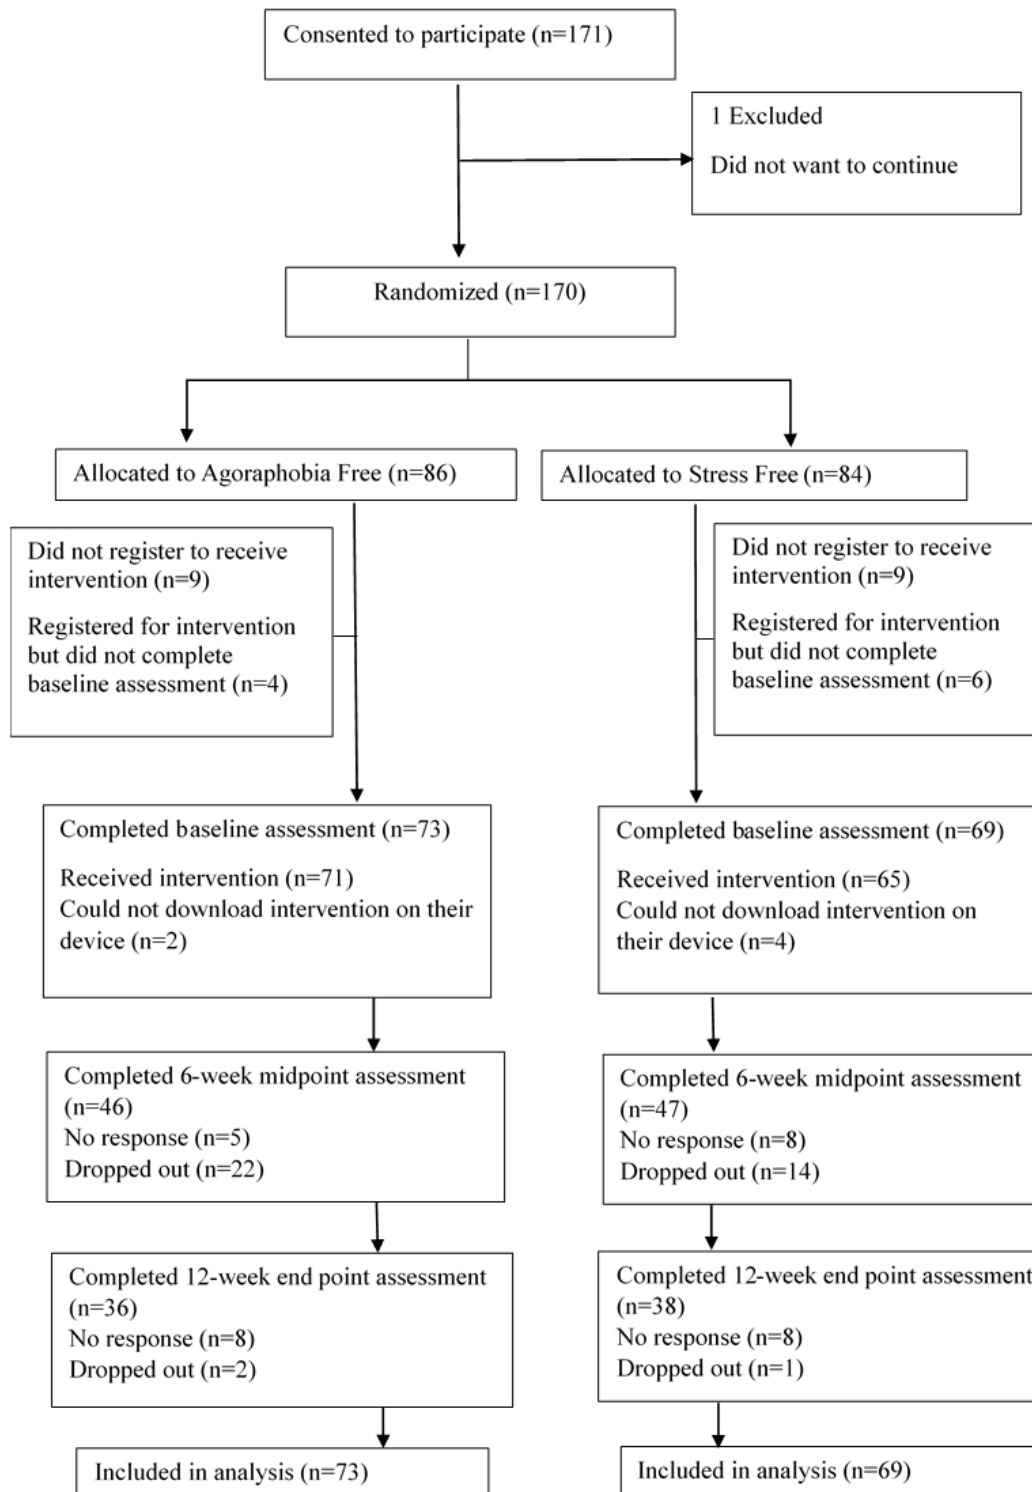 Consented to participate (n=171)
1 Excluded
Did not want to continue
Randomized (n=170)
Allocated to Agoraphobia Free (n=86)
Allocated to Stress Free (n=84)
Did not register to receive
intervention (n=9)
Registered for intervention
but did not complete
baseline assessment (n=4)
Did not register to receive
intervention (n=9)
Registered for intervention
but did not complete
baseline assessment (n=6)
Completed baseline assessment (n=73)
Received intervention (n=71)
Could not download intervention on their
device (n=2)
Completed baseline assessment (n=69)
Received intervention (n=65)
Could not download intervention on
their device (n=4)
Completed 6-week midpoint assessment
(n=46)
No response (n=5)
Dropped out (n=22)
Completed 6-week midpoint assessment
(n=47)
No response (n=8)
Dropped out (n=14)
Completed 12-week end point assessment
(n=36)
No response (n=8)
Dropped out (n=2)
Completed 12-week end point assessment
(n=38)
No response (n=8)
Dropped out (n=1)
Included in analysis (n=73)
Included in analysis (n=69)